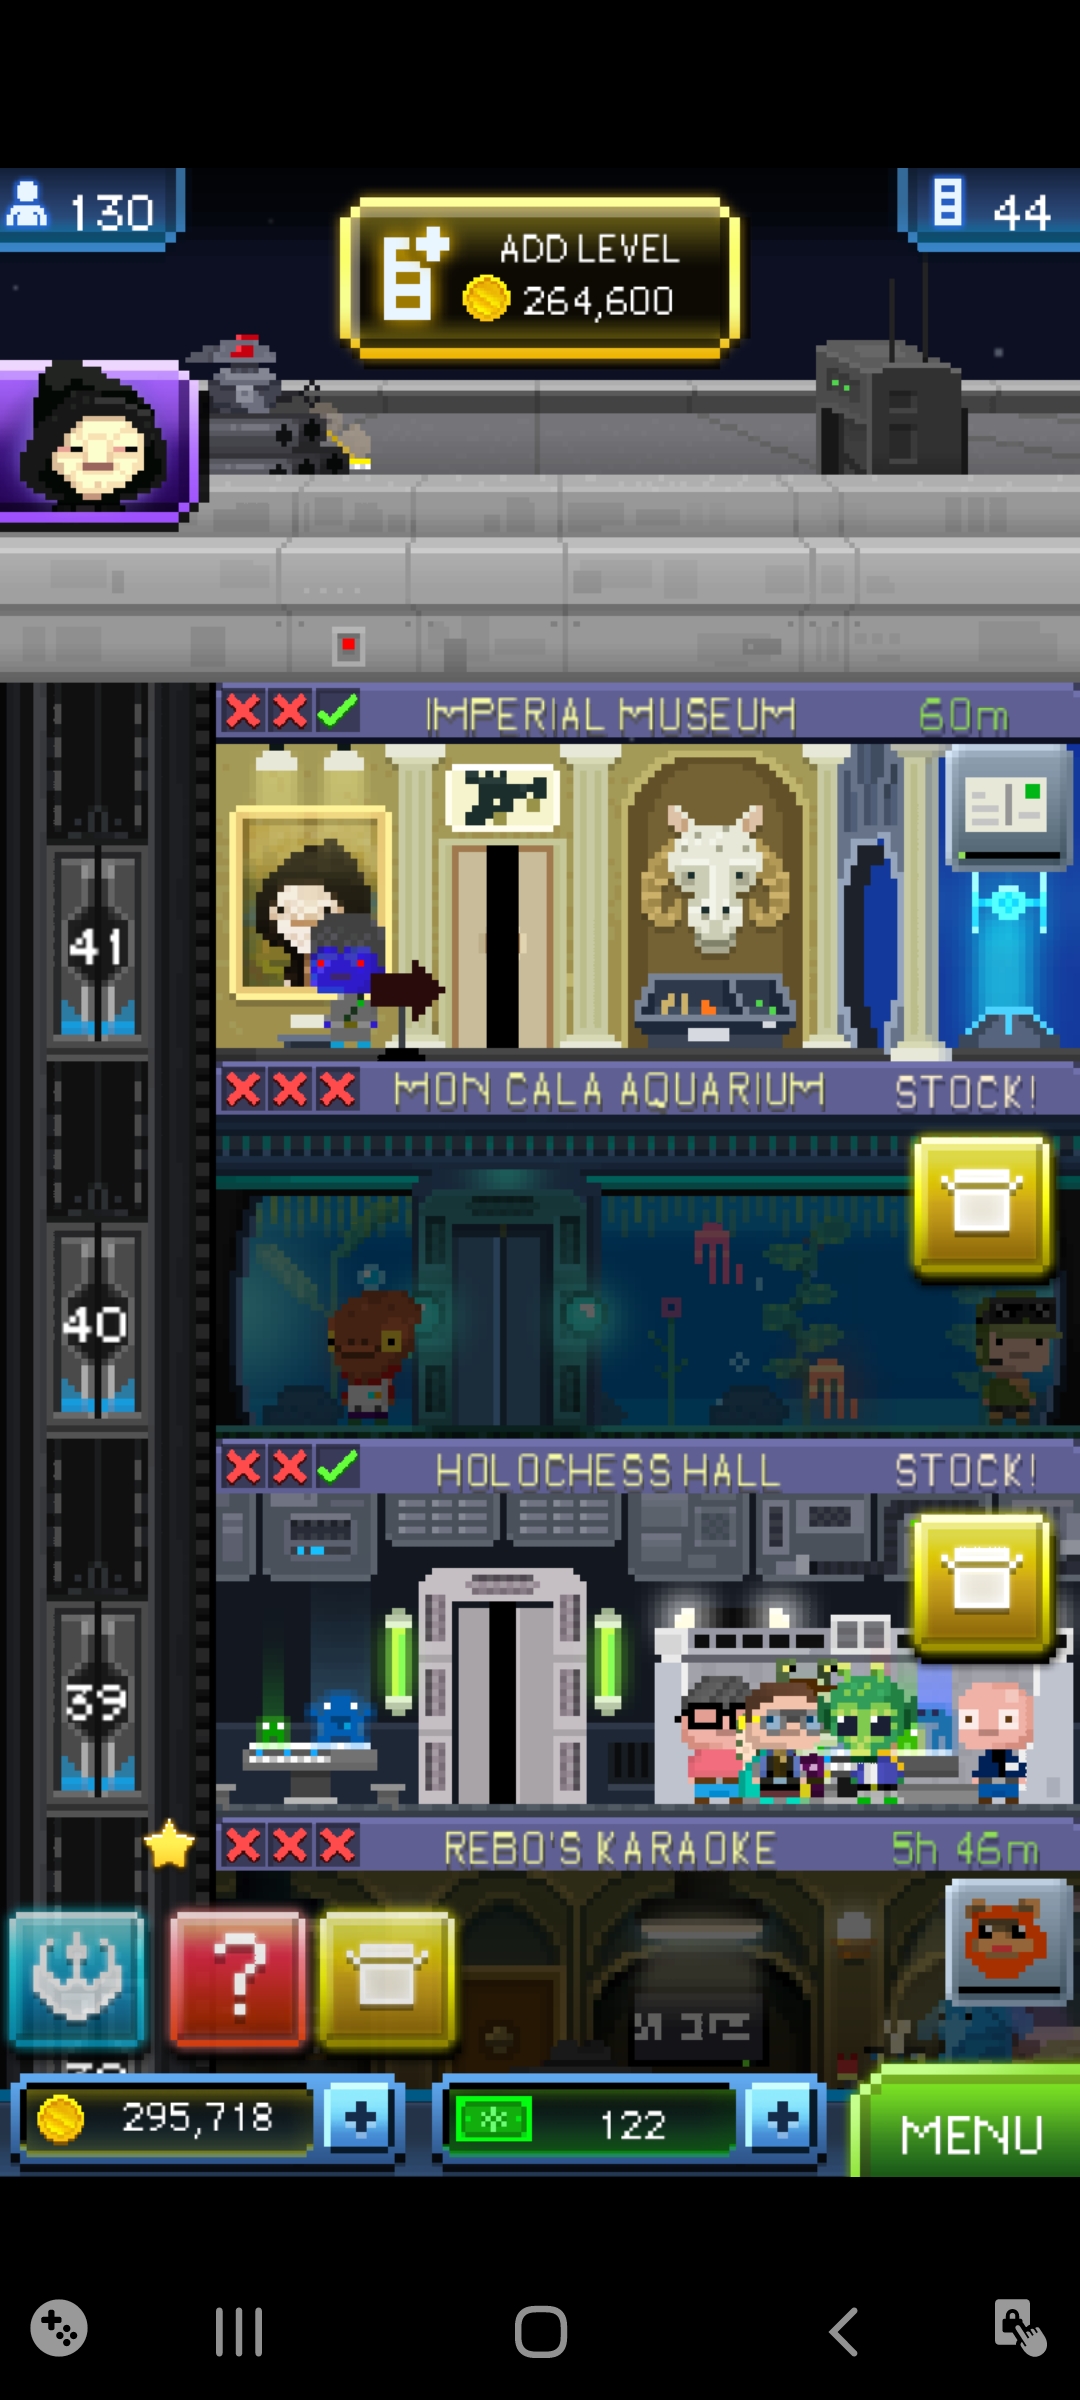 130
ADD LEVEL
264,600
44
IMPERIAL MUSEUM 60m
41
MON CALA AQUARIUM STOCK!
40
HOLOCHESS HALL STOCK!
39
REBO'S KARAOKE 5h 46m
?
295,718 +
122 +
MENU